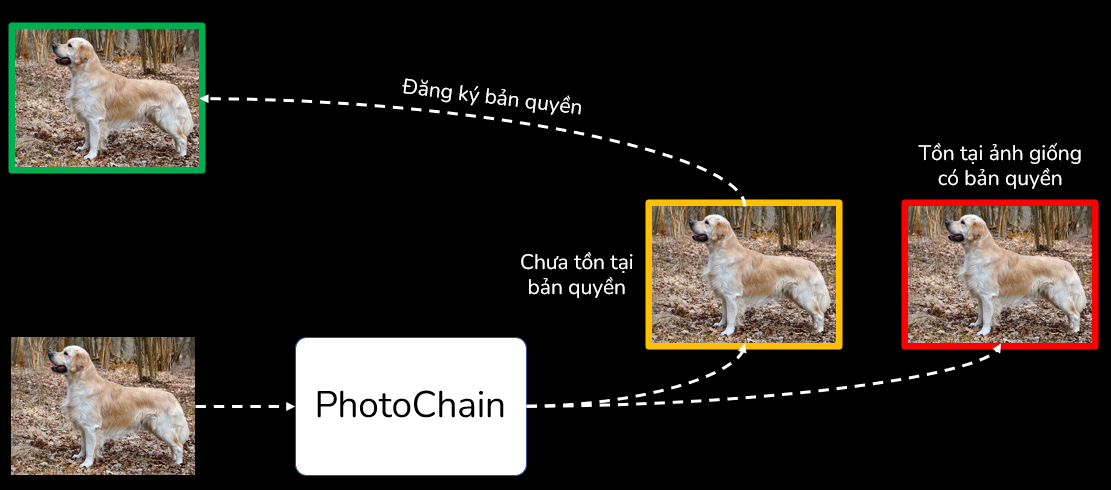 Đăng ký bản quyền
Tồn tại ảnh giống
có bản quyền
Chưa tồn tại
bản quyền
PhotoChain